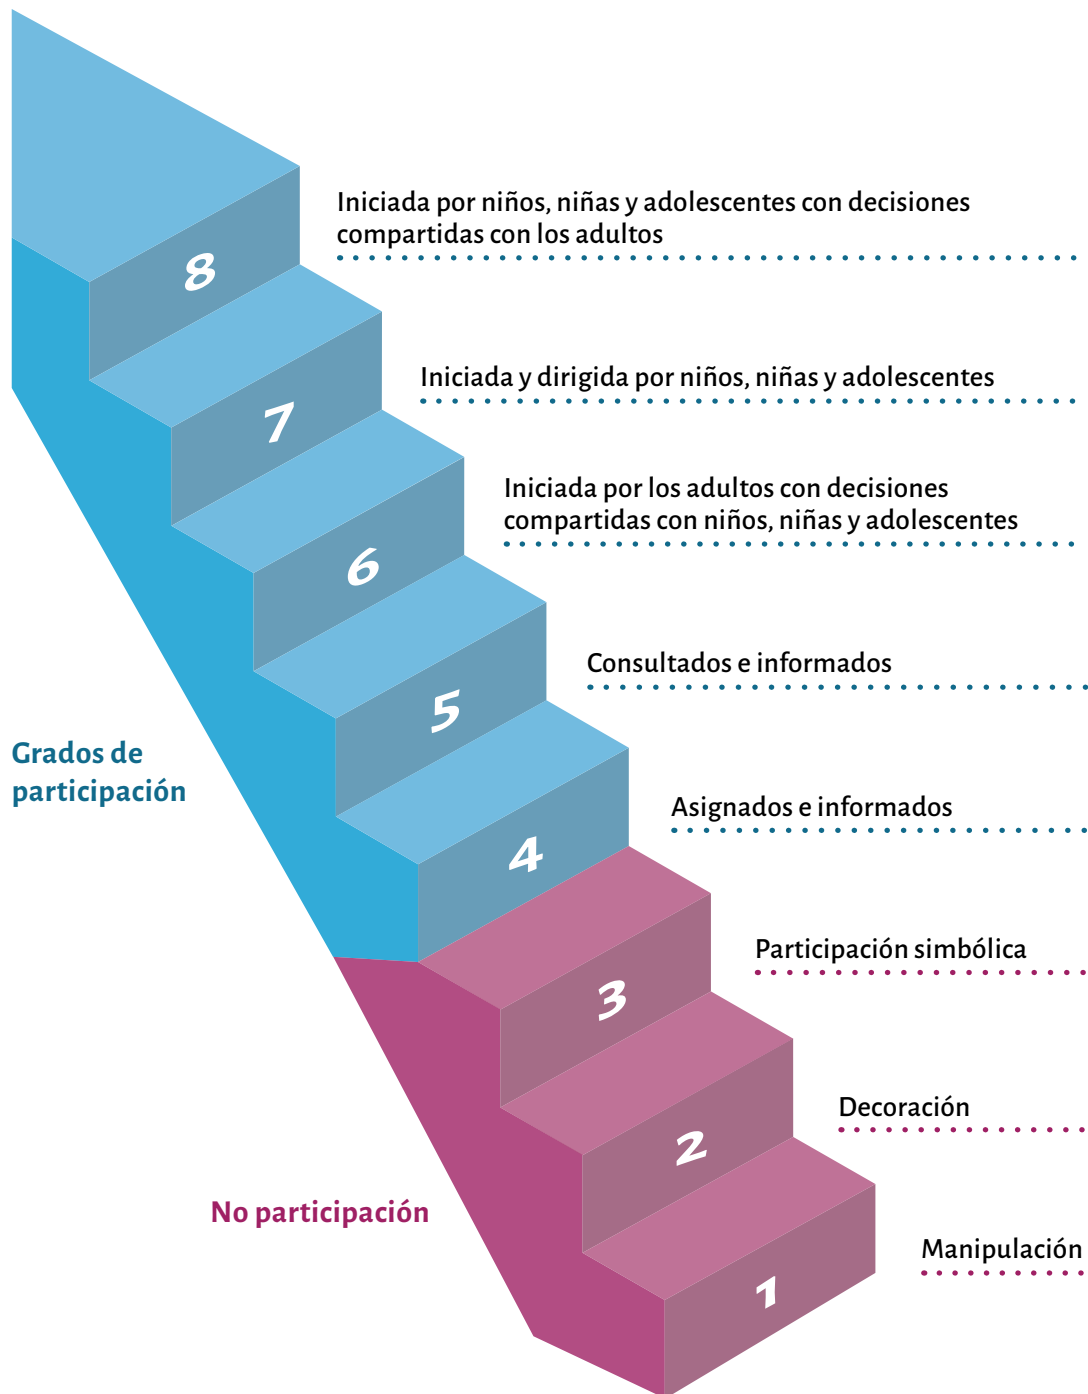 Iniciada por niños, niñas y adolescentes con decisiones
compartidas con los adultos
8
Iniciada y dirigida por niños, niñas y adolescentes
7
Iniciada por los adultos con decisiones
compartidas con niños, niñas y adolescentes
6
Consultados e informados
5
Grados de
participación
Asignados e informados
4
Participación simbólica
3
Decoración
2
No participación
Manipulación
1